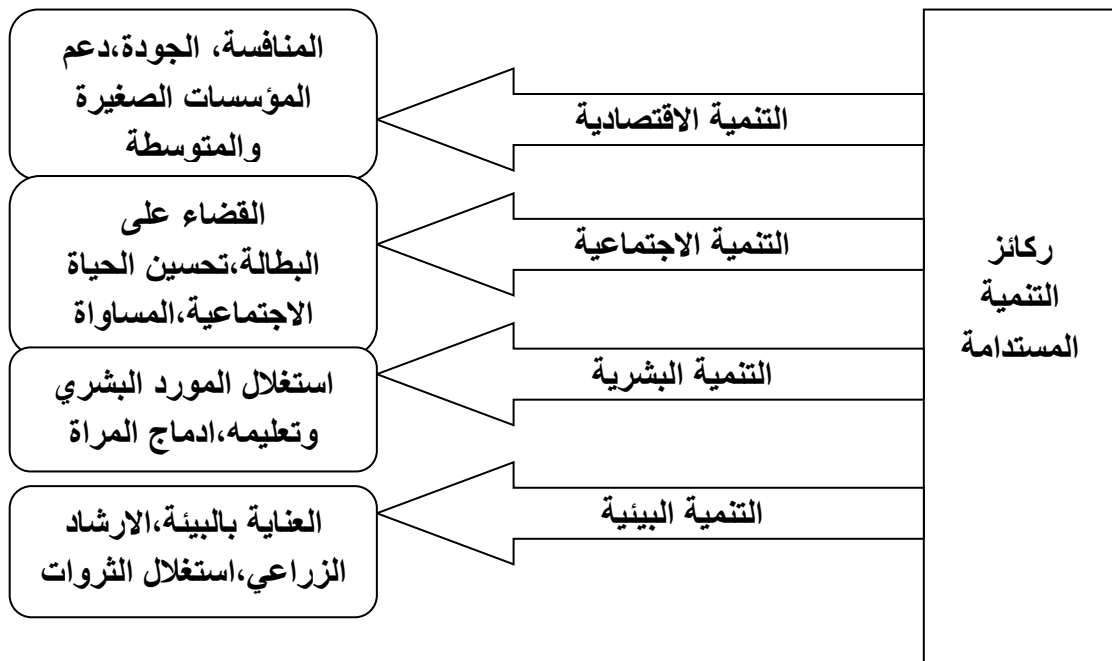 ركائز
التنمية
المستدامة
التنمية الاقتصادية
المنافسة، الجودة،دعم
المؤسسات الصغيرة
والمتوسطة
التنمية الاجتماعية
القضاء على
البطالة،تحسين الحياة
الاجتماعية،المساواة
التنمية البشرية
استغلال المورد البشري
وتعليمه،ادماج المراة
التنمية البيئية
العناية بالبيئة،الارشاد
الزراعي،استغلال الثروات